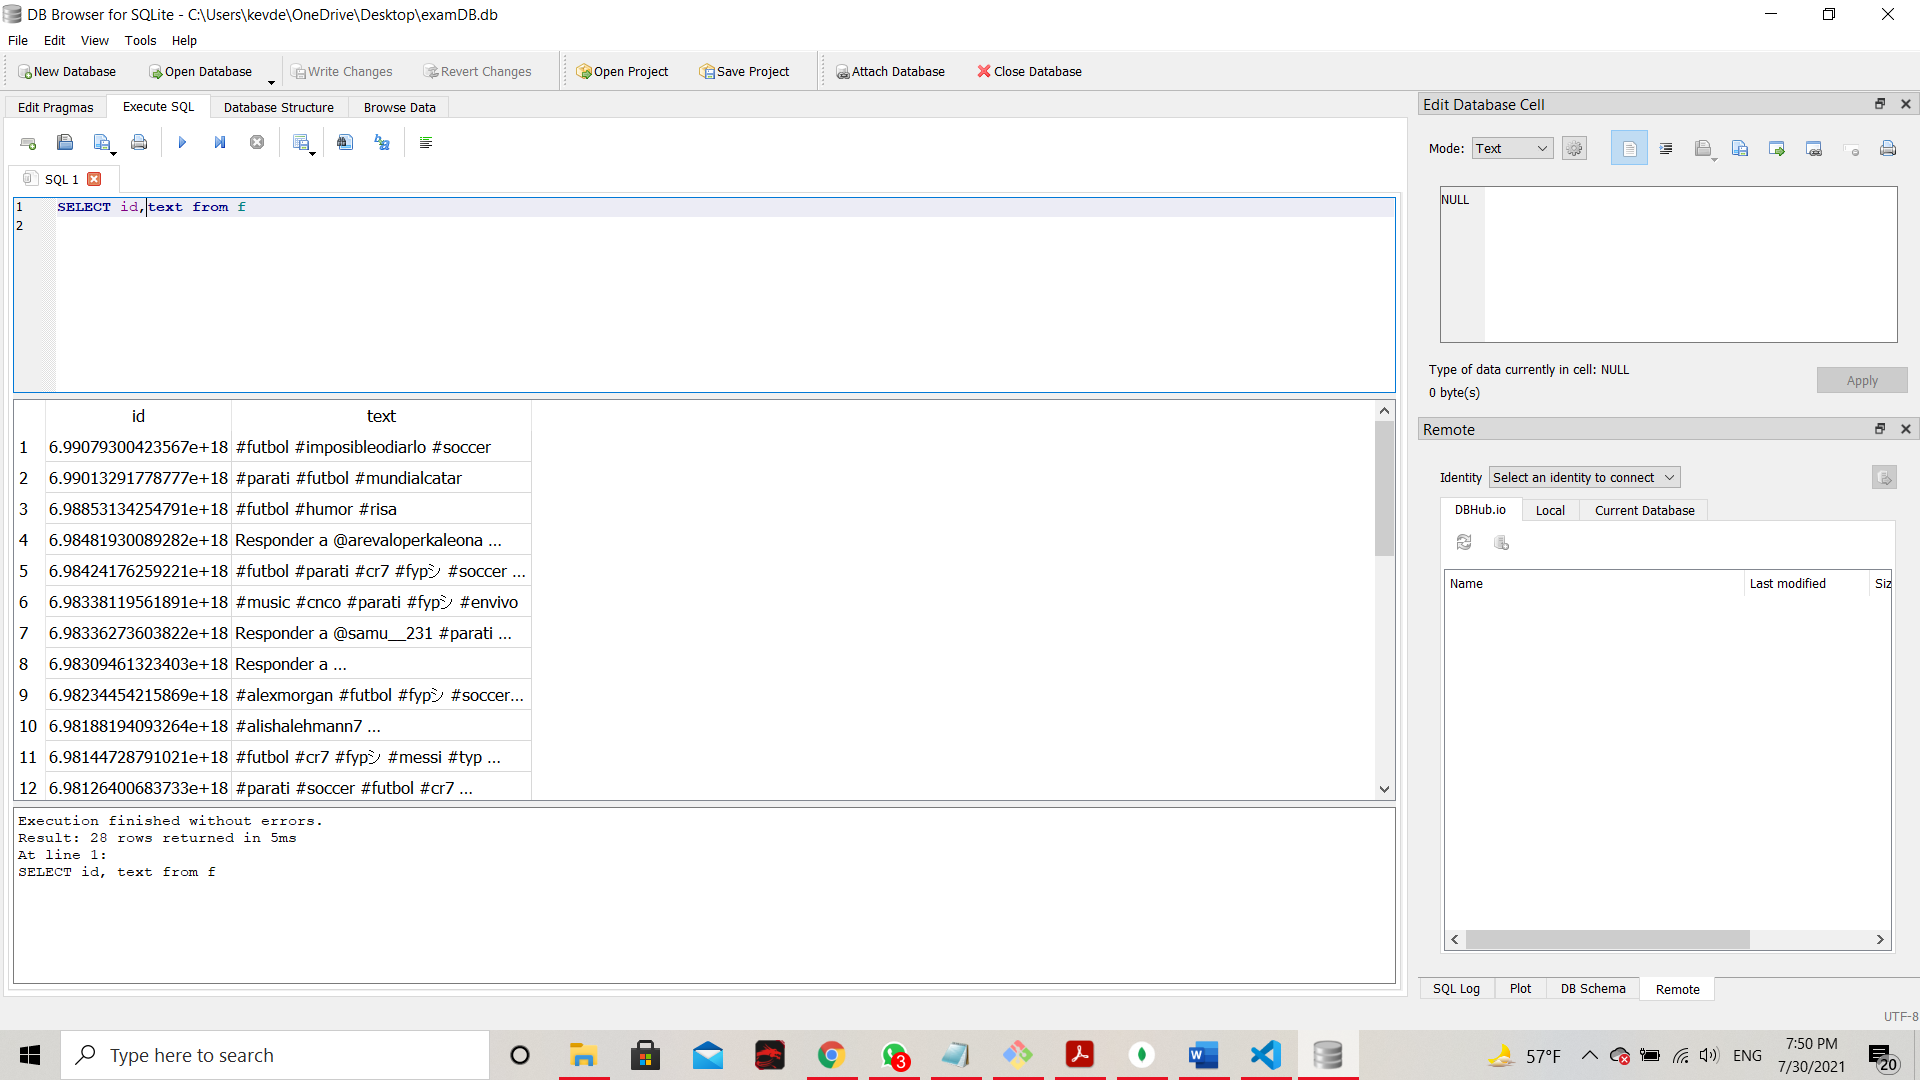 DB Browser for SQLite - C:\Users\kevde\OneDrive\Desktop\examDB.db
File Edit View Tools Help
New Database Open Database Write Changes Revert Changes Open Project Save Project Attach Database Close Database
Edit Pragmas Execute SQL Database Structure Browse Data
SQL 1
1 SELECT id,text from f
2
id text
1 6.99079300423567e+18 #futbol #imposibleodiarlo #soccer
2 6.99013291778777e+18 #parati #futbol #mundialcatar
3 6.98853134254791e+18 #futbol #humor #risa
4 6.98481930089282e+18 Responder a @arevaloperkaleona ...
5 6.98424176259221e+18 #futbol #parati #cr7 #fypシ #soccer ...
6 6.98338119561891e+18 #music #cnco #parati #fypシ #envivo
7 6.98336273603822e+18 Responder a @samu__231 #parati ...
8 6.98309461323403e+18 Responder a ...
9 6.98234454215869e+18 #alexmorgan #futbol #fypシ #soccer...
10 6.98188194093264e+18 #alishalehmann7 ...
11 6.98144728791021e+18 #futbol #cr7 #fypシ #messi #typ ...
12 6.98126400683733e+18 #parati #soccer #futbol #cr7 ...
Execution finished without errors.
Result: 28 rows returned in 5ms
At line 1:
SELECT id, text from f
Edit Database Cell
Mode: Text
NULL
Type of data currently in cell: NULL
0 byte(s)
Apply
Remote
Identity Select an identity to connect
DBHub.io Local Current Database
Name Last modified Siz
SQL Log Plot DB Schema Remote
UTF-8
Type here to search
3
57°F
ENG
7:50 PM
7/30/2021
20